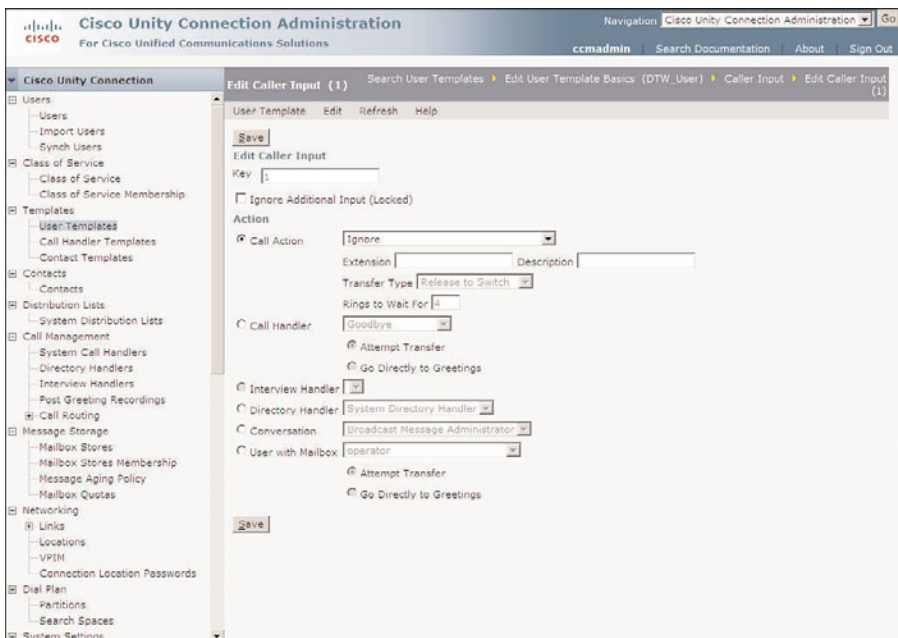 Cisco Unity Connection Administration
For Cisco Unified Communications Solutions
CISCO
Navigation Cisco Unity Connection Administration Go
ccmadmin Search Documentation About Sign Out
Cisco Unity Connection
Users
Users
Import Users
Synch Users
Class of Service
Class of Service
Class of Service Membership
Templates
User Templates
Call Handler Templates
Contact Templates
Contacts
Contacts
Distribution Lists
System Distribution Lists
Call Management
System Call Handlers
Directory Handlers
Interview Handlers
Post Greeting Recordings
Call Routing
Message Storage
Mailbox Stores
Mailbox Stores Membership
Message Aging Policy
Mailbox Quotas
Networking
Links
Locations
VPIM
Connection Location Passwords
Dial Plan
Partitions
Search Spaces
System Settings
Edit Caller Input (1)
Search User Templates Edit User Template Basics (DTW_User) Caller Input Edit Caller Input
(1)
User Template Edit Refresh Help
Save
Edit Caller Input
Key 1
Ignore Additional Input (Locked)
Action
Call Action Ignore
Extension Description
Transfer Type Release to Switch
Rings to Wait For 4
Call Handler Goodbye
Attempt Transfer
Go Directly to Greetings
Interview Handler
Directory Handler System Directory Handler
Conversation Broadcast Message Administrator
User with Mailbox operator
Attempt Transfer
Go Directly to Greetings
Save